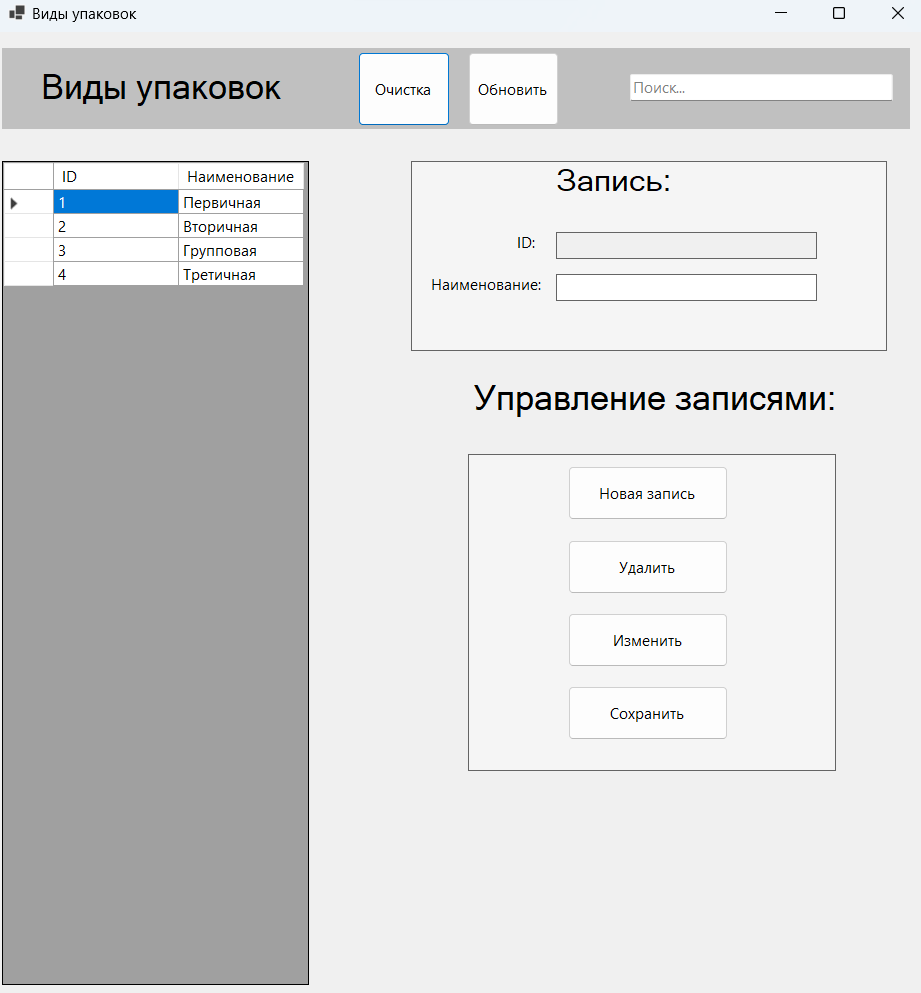 Виды упаковок
Виды упаковок
Очистка
Обновить
Поиск...
ID Наименование
1 Первичная
2 Вторичная
3 Групповая
4 Третичная
Запись:
ID:
Наименование:
Управление записями:
Новая запись
Удалить
Изменить
Сохранить